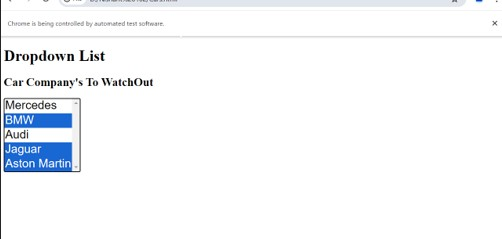 Chrome is being controlled by automated test software.
Dropdown List
Car Company's To WatchOut
Mercedes
BMW
Audi
Jaguar
Aston Martin